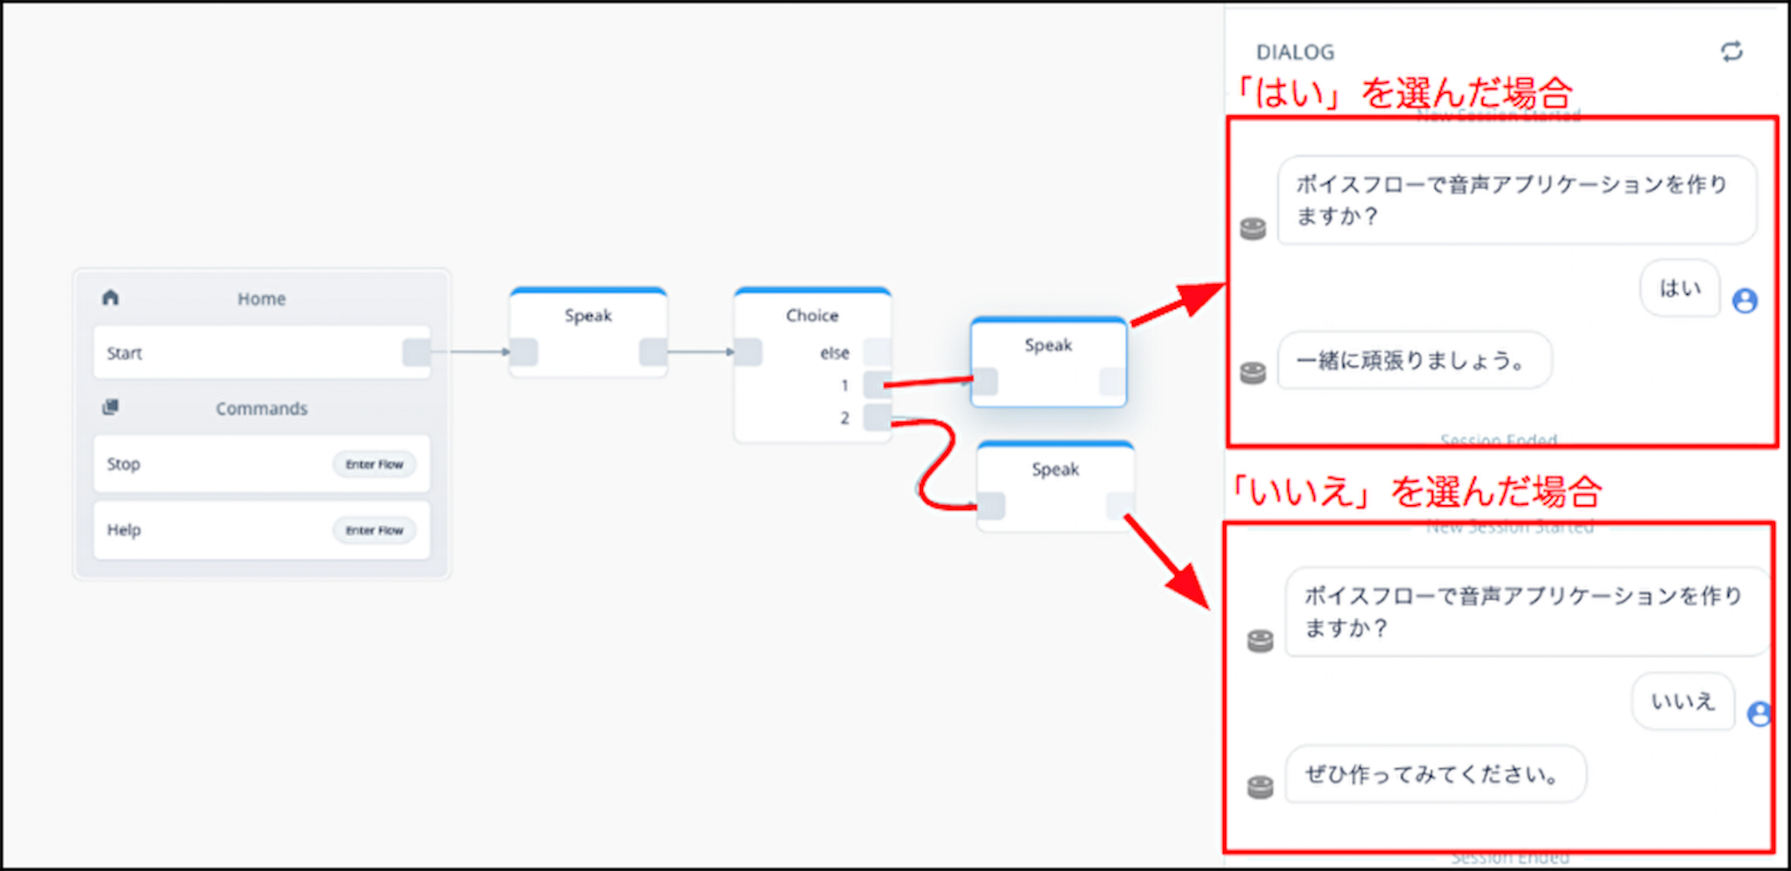 Home
Start
Commands
Stop
Enter Flow
Help
Enter Flow
Speak
Choice
else
1
2
Speak
Speak
DIALOG
「はい」を選んだ場合
New Session Started
ボイスフローで音声アプリケーションを作り
ますか？
はい
一緒に頑張りましょう。
Session Ended
「いいえ」を選んだ場合
New Session Started
ボイスフローで音声アプリケーションを作り
ますか？
いいえ
ぜひ作ってみてください。
Session Ended